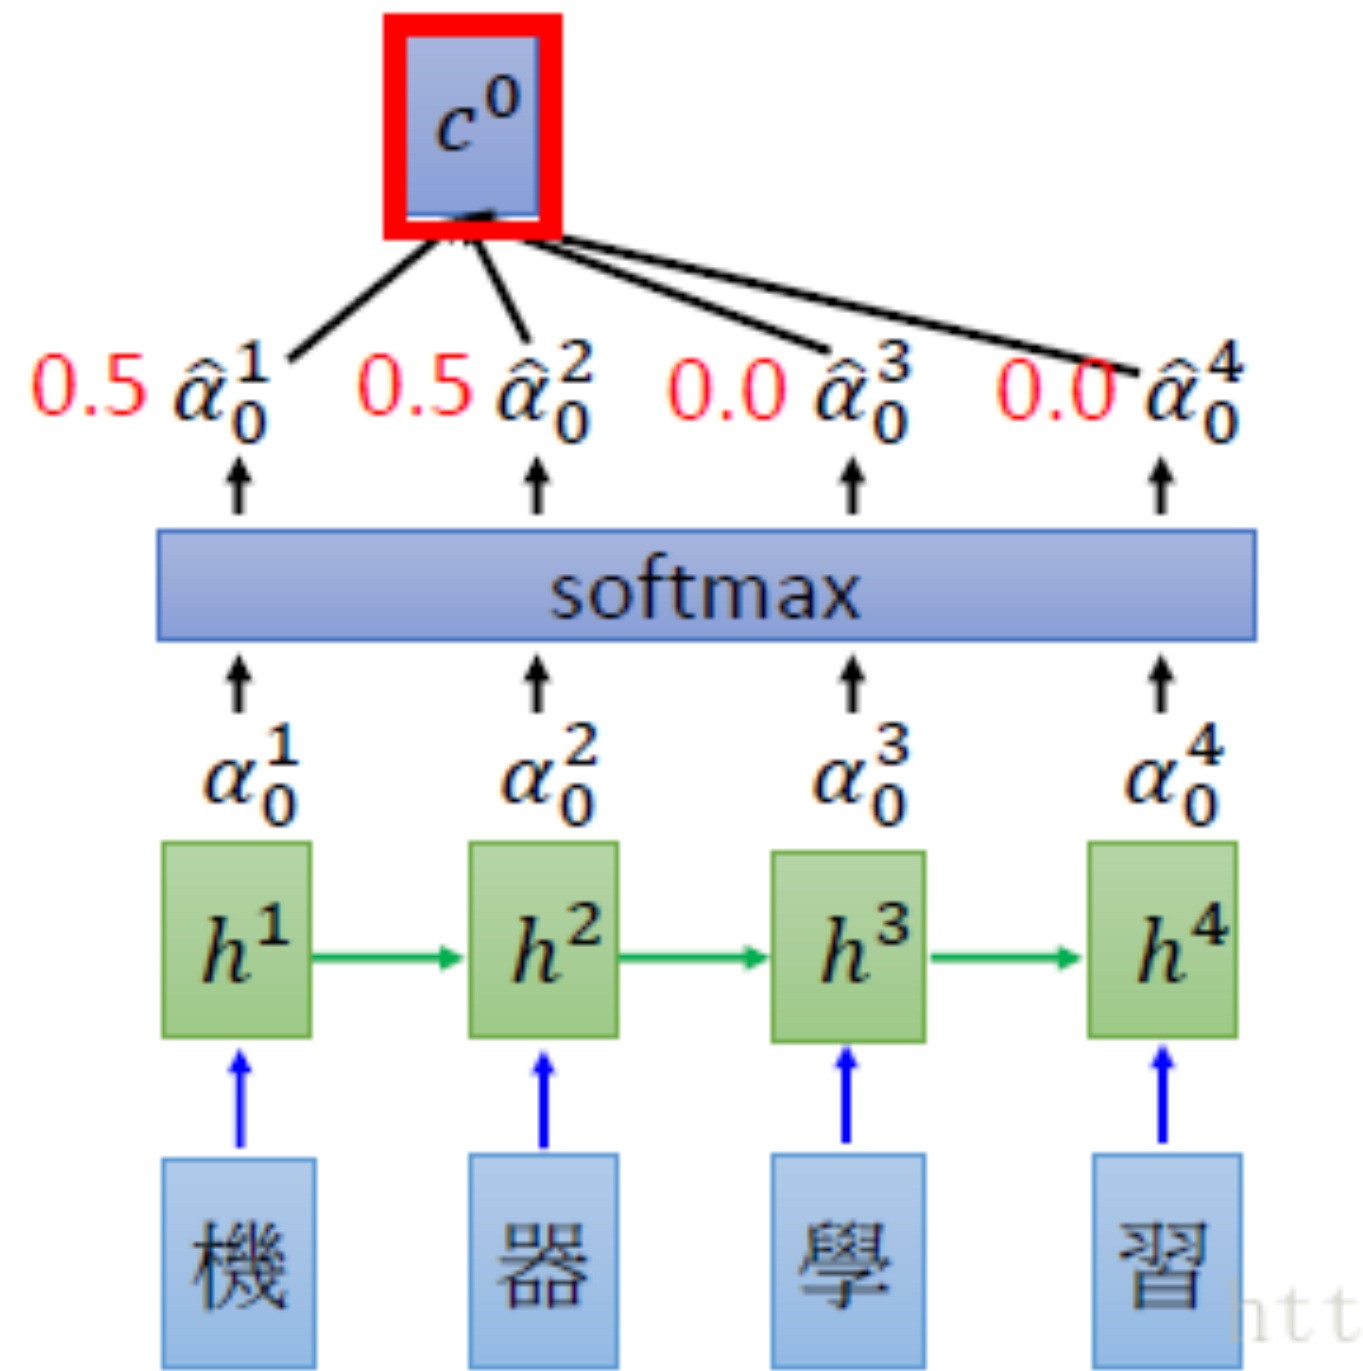 c⁰
0.5 α̂₀¹ 0.5 α̂₀² 0.0 α̂₀³ 0.0 α̂₀⁴
softmax
α₀¹ α₀² α₀³ α₀⁴
h¹ h² h³ h⁴
機 器 學 習
htt